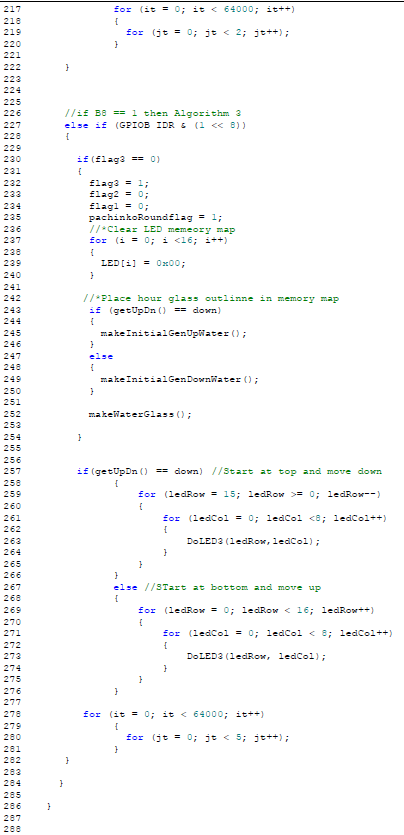 217 for (it = 0; it < 64000; it++)
218 {
219 for (jt = 0; jt < 2; jt++);
220 }
221
222 }
223
224
225
226 //if B8 == 1 then Algorithm 3
227 else if (GPIOB IDR & (1 << 8))
228 {
229
230 if(flag3 == 0)
231 {
232 flag3 = 1;
233 flag2 = 0;
234 flag1 = 0;
235 pachinkoRoundflag = 1;
236 //*Clear LED memeory map
237 for (i = 0; i <16; i++)
238 {
239 LED[i] = 0x00;
240 }
241
242 //*Place hour glass outlinne in memory map
243 if (getUpDn() == down)
244 {
245 makeInitialGenUpWater();
246 }
247 else
248 {
249 makeInitialGenDownWater();
250 }
251
252 makeWaterGlass();
253
254 }
255
256
257 if(getUpDn() == down) //Start at top and move down
258 {
259 for (ledRow = 15; ledRow >= 0; ledRow--)
260 {
261 for (ledCol = 0; ledCol <8; ledCol++)
262 {
263 DoLED3(ledRow,ledCol);
264 }
265 }
266 }
267 else //STart at bottom and move up
268 {
269 for (ledRow = 0; ledRow < 16; ledRow++)
270 {
271 for (ledCol = 0; ledCol < 8; ledCol++)
272 {
273 DoLED3(ledRow, ledCol);
274 }
275 }
276 }
277
278 for (it = 0; it < 64000; it++)
279 {
280 for (jt = 0; jt < 5; jt++);
281 }
282 }
283
284 }
285
286 }
287
288